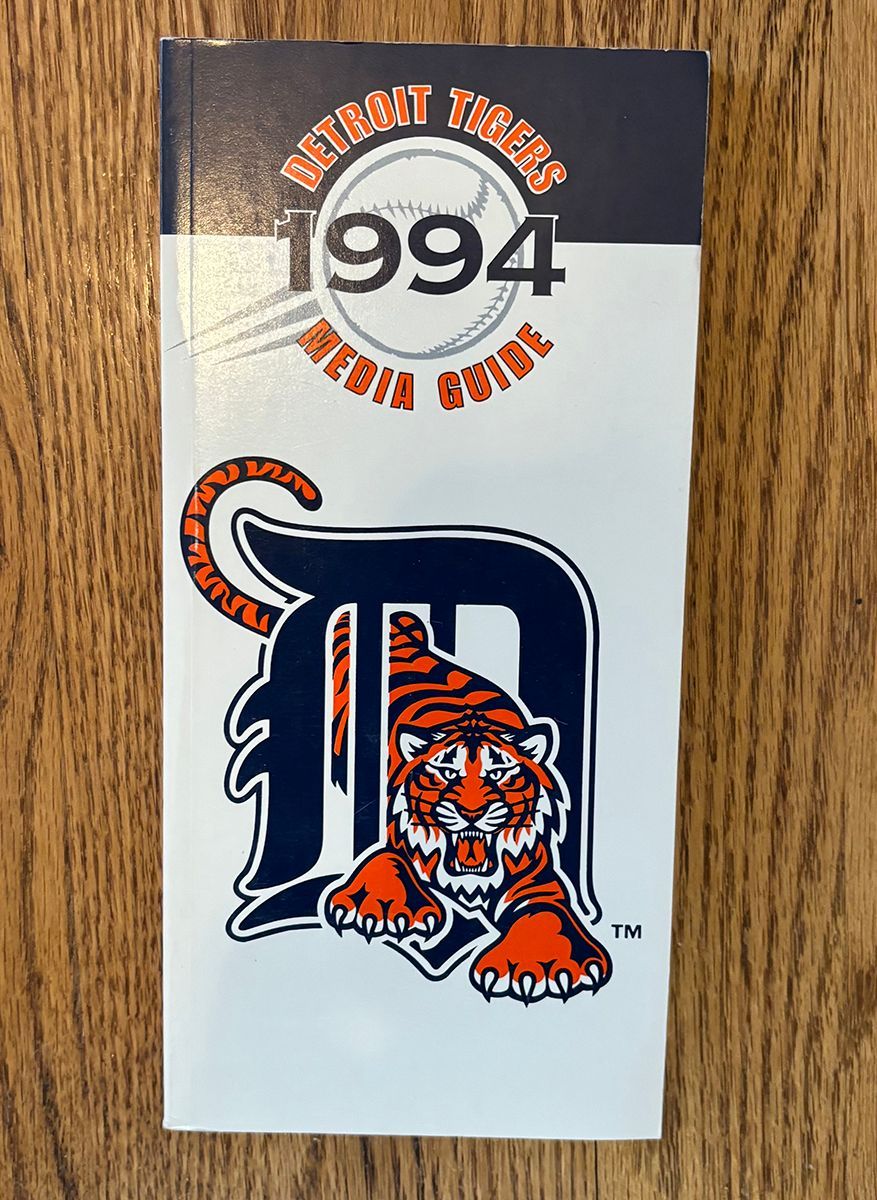 DETROIT TIGERS
1994
MEDIA GUIDE
D
TM